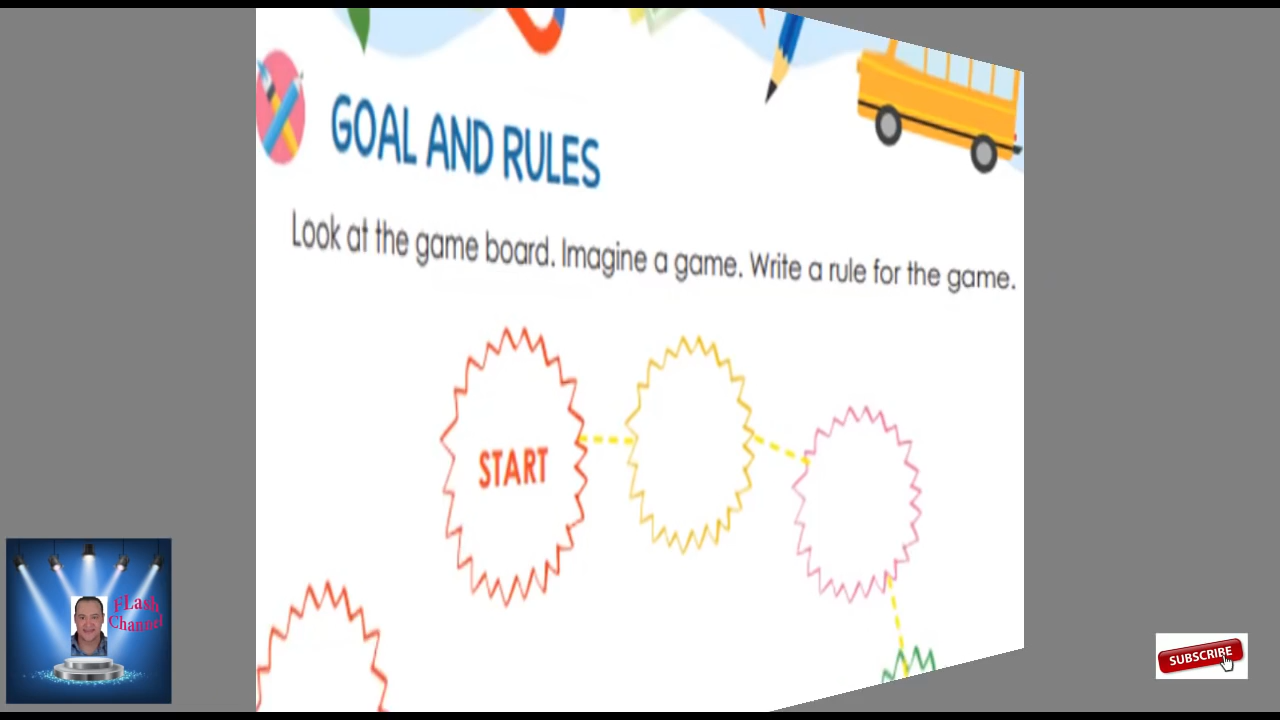 GOAL AND RULES
Look at the game board. Imagine a game. Write a rule for the game.
START
FLash
Channel
SUBSCRIBE